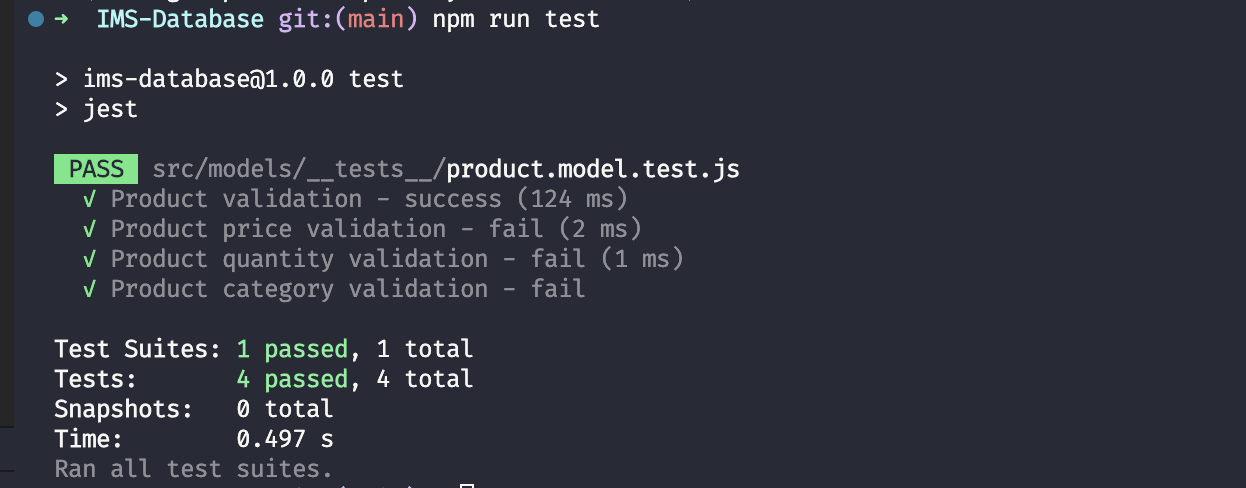 → IMS-Database git:(main) npm run test
> ims-database@1.0.0 test
> jest
PASS src/models/__tests__/product.model.test.js
√ Product validation - success (124 ms)
√ Product price validation - fail (2 ms)
√ Product quantity validation - fail (1 ms)
√ Product category validation - fail
Test Suites: 1 passed, 1 total
Tests: 4 passed, 4 total
Snapshots: 0 total
Time: 0.497 s
Ran all test suites.